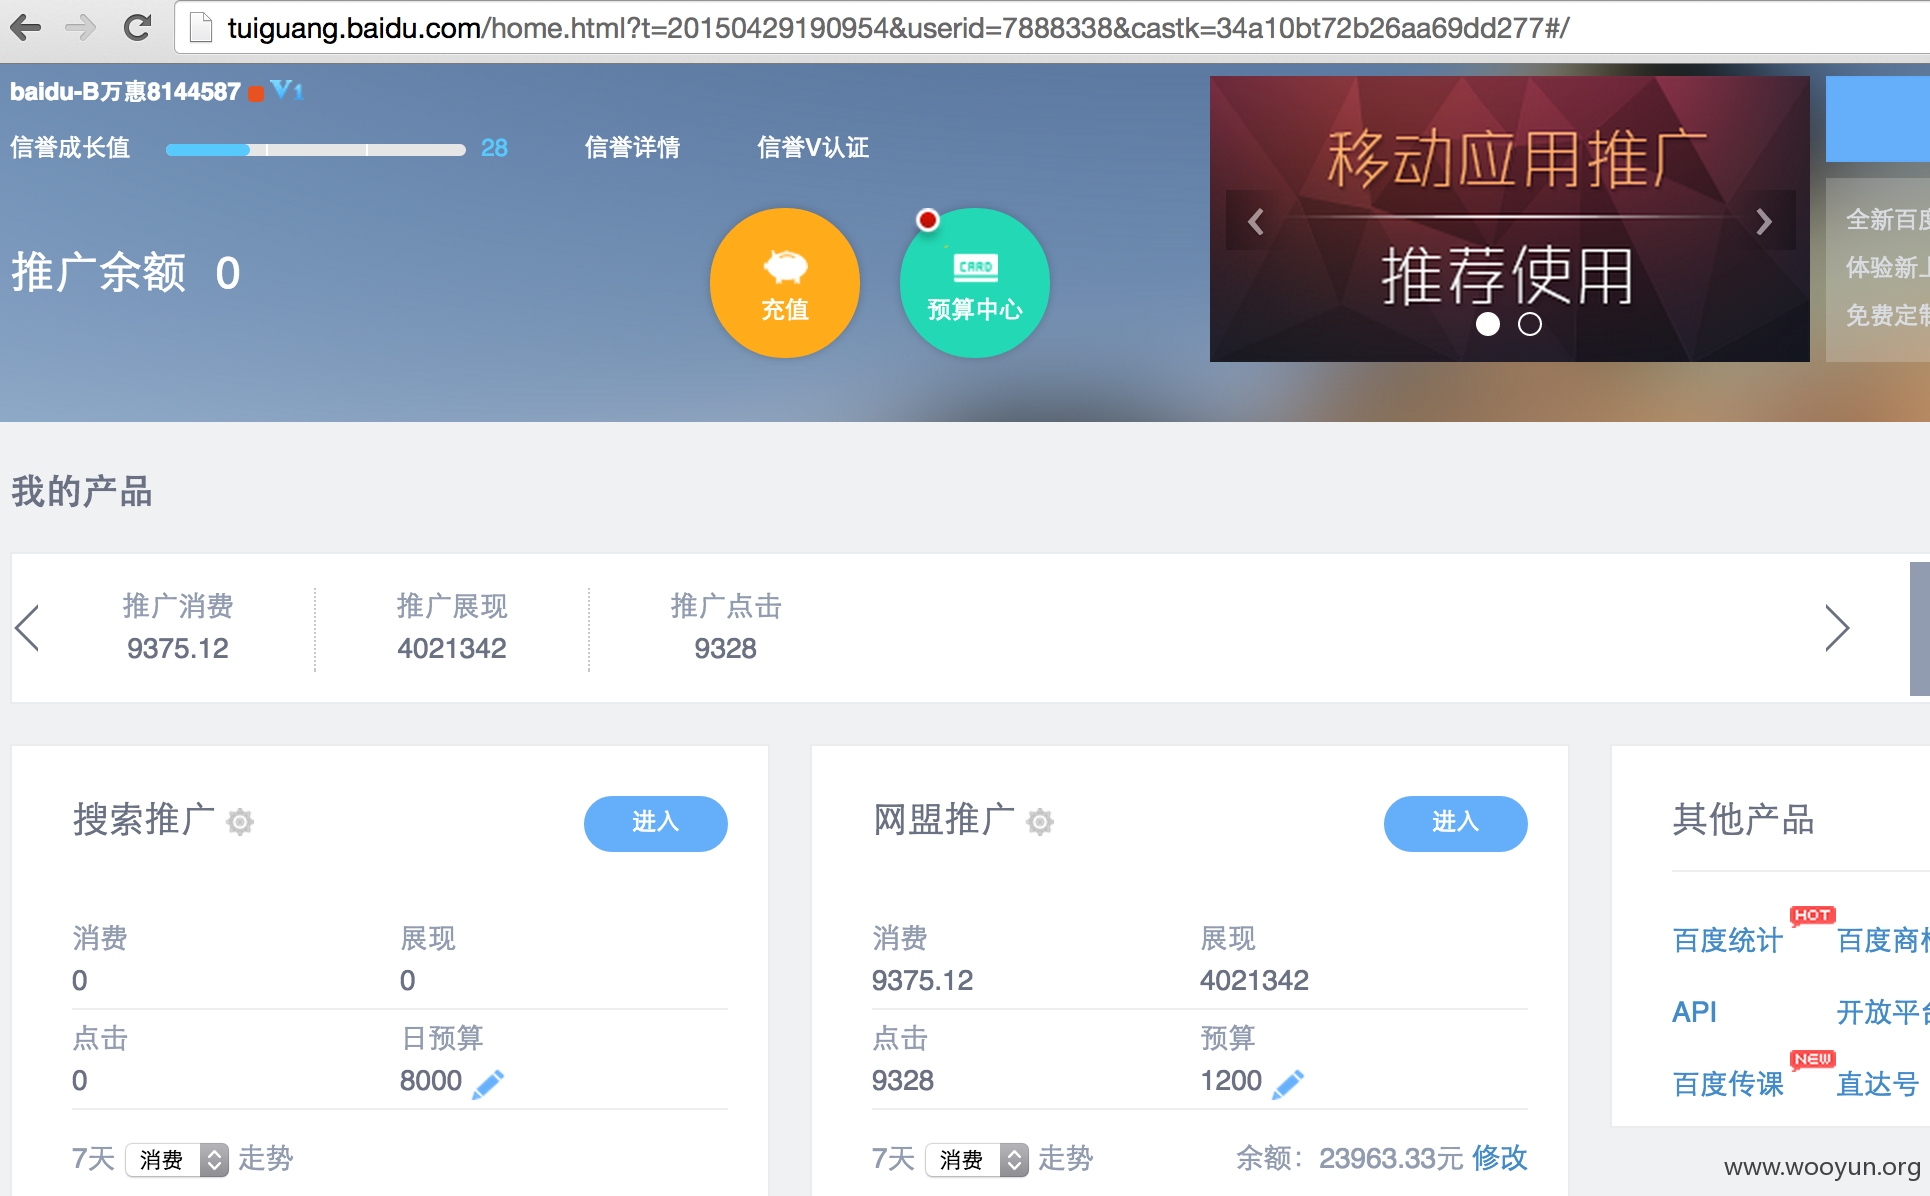 tuiguang.baidu.com/home.html?t=20150429190954&userid=7888338&castk=34a10bt72b26aa69dd277#/
baidu-B万惠8144587 V1
信誉成长值 28 信誉详情 信誉V认证
推广余额 0
充值
CARD
预算中心
移动应用推广
推荐使用
全新百度
体验新上
免费定制
我的产品
推广消费 推广展现 推广点击
9375.12 4021342 9328
搜索推广 进入
消费 展现
0 0
点击 日预算
0 8000
7天 消费 走势
网盟推广 进入
消费 展现
9375.12 4021342
点击 预算
9328 1200
7天 消费 走势 余额：23963.33元 修改
其他产品
百度统计 HOT 百度商桥
API 开放平台
百度传课 NEW 直达号
www.wooyun.org